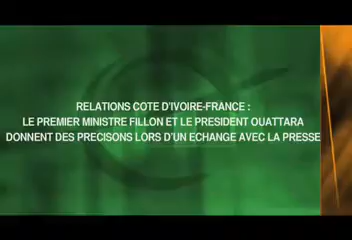 RELATIONS COTE D'IVOIRE-FRANCE :
LE PREMIER MINISTRE FILLON ET LE PRESIDENT OUATTARA
DONNENT DES PRECISONS LORS D'UN ECHANGE AVEC LA PRESSE